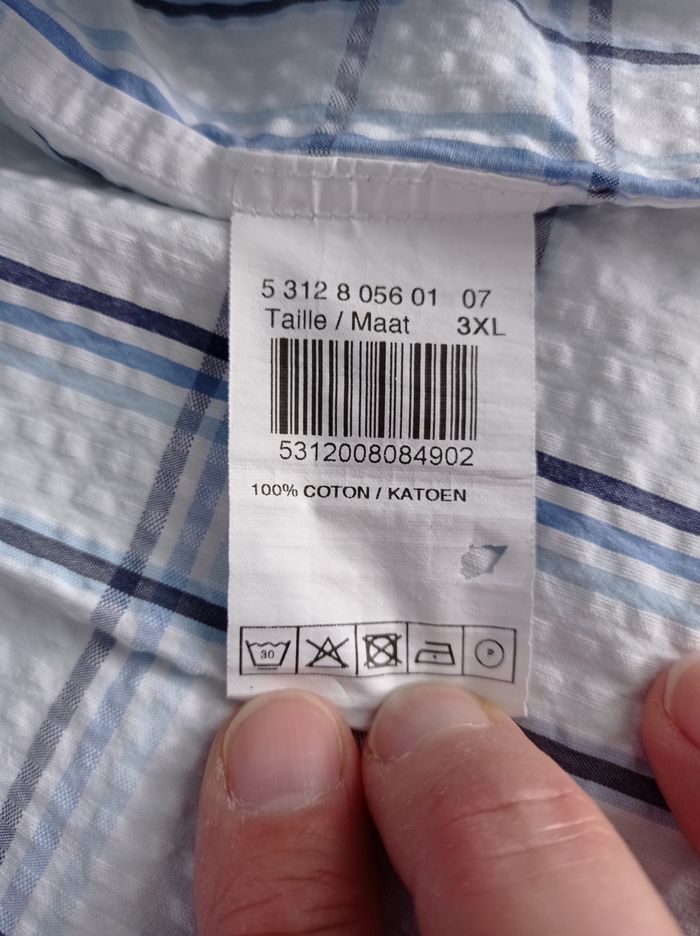 5 312 8 056 01 07
Taille / Maat 3XL
5312008084902
100% COTON / KATOEN
30
P